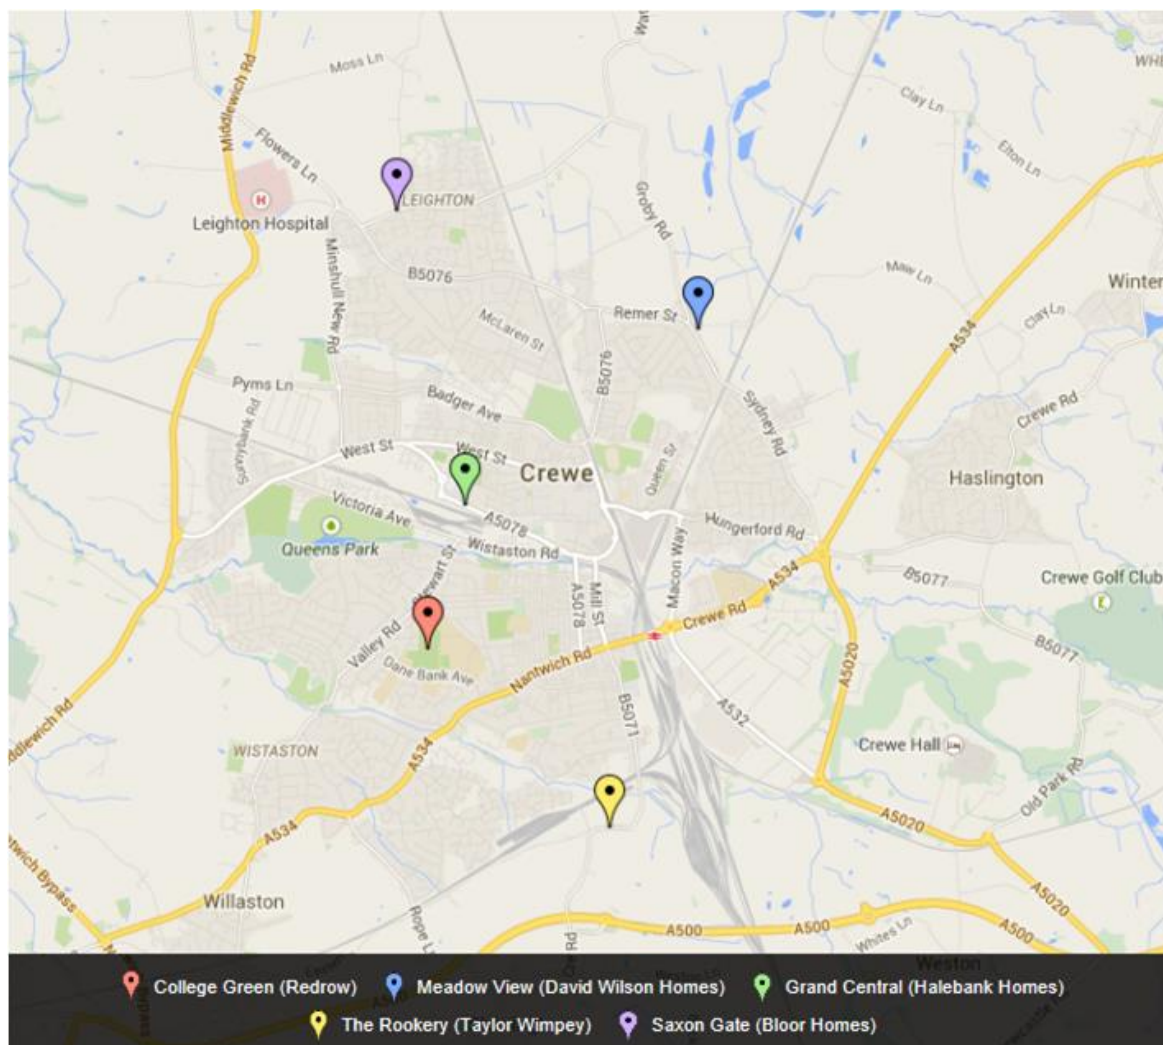 WHE
Wa
Moss Ln
Middlewich Rd
Clay Ln
Flowers Ln
Elton Ln
LEIGHTON
Groby Rd
H
Leighton Hospital
Minshull New Rd
B5076
Maw Ln
Winter
Remer St
Clay Ln
McLaren St
A534
B5076
Pyms Ln
Badger Ave
Sydney Rd
Crewe Rd
Sunnybank Rd
West St
West St
Crewe
Queen St
Haslington
Victoria Ave
A5078
Hungerford Rd
Queens Park
Wistaston Rd
Macon Way
A534
B5077
Crewe Golf Club
Stewart St
A5078
Mill St
Crewe Rd
Valley Rd
B5077
Dane Bank Ave
Nantwich Rd
A5020
B5071
A532
Middlewich Rd
WISTASTON
Crewe Hall
A534
Old Park Rd
A534
A5020
ntwich Bypass
Willaston
A5020
Rope L
A500
A500
A500
Whites Ln
Weston
College Green (Redrow)
Meadow View (David Wilson Homes)
Grand Central (Halebank Homes)
The Rookery (Taylor Wimpey)
Saxon Gate (Bloor Homes)